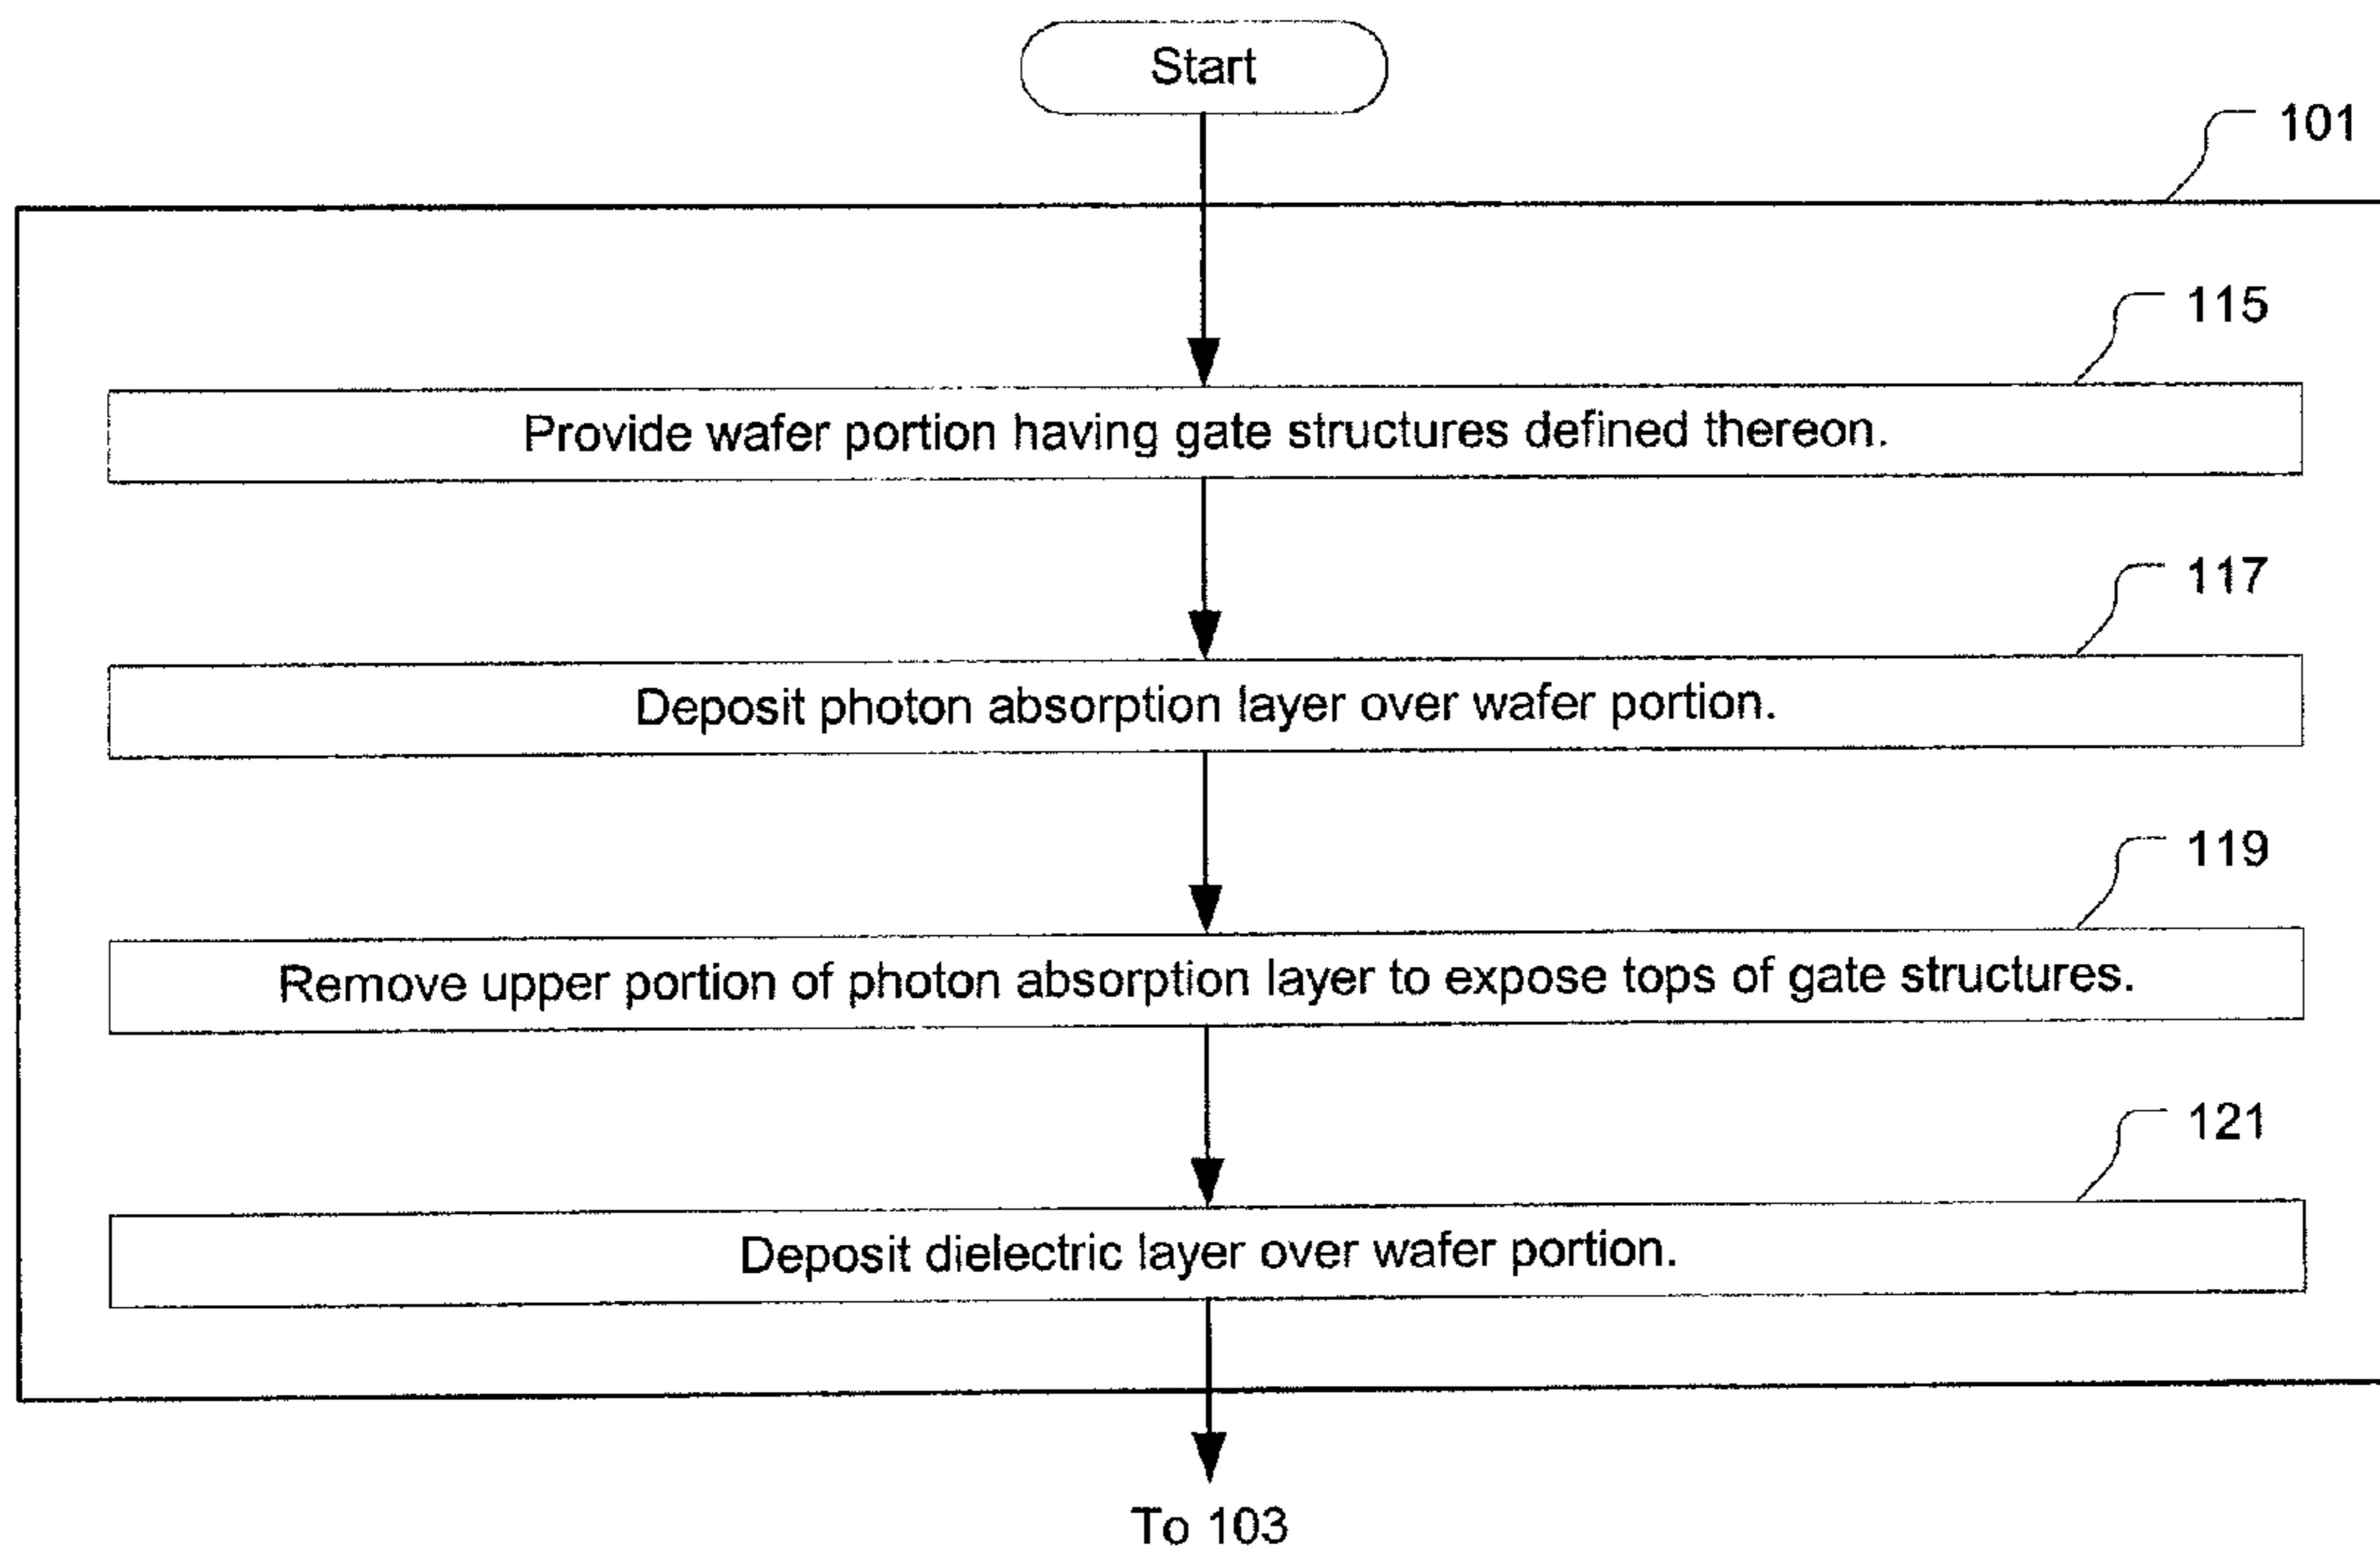 Start
101
115
Provide wafer portion having gate structures defined thereon.
117
Deposit photon absorption layer over wafer portion.
119
Remove upper portion of photon absorption layer to expose tops of gate structures.
121
Deposit dielectric layer over wafer portion.
To 103